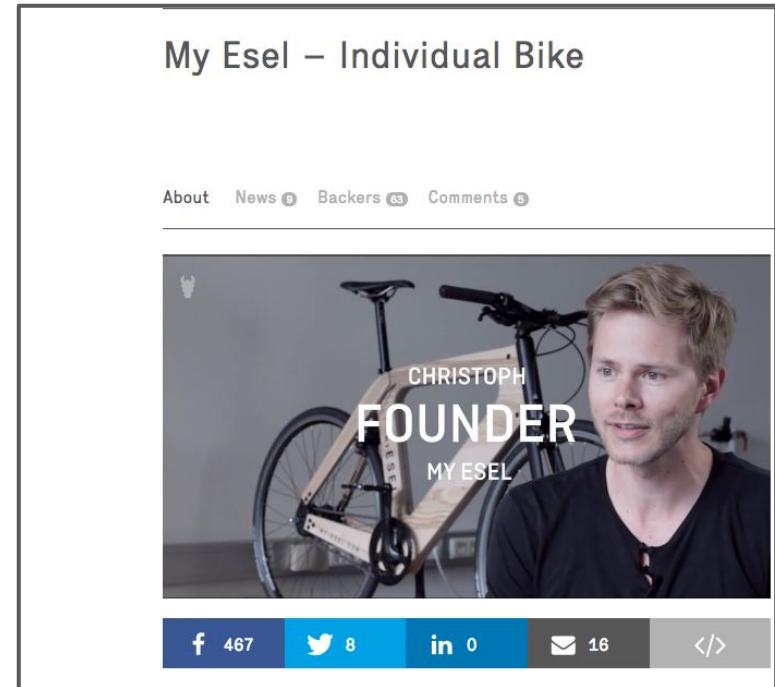 My Esel – Individual Bike
About News 9 Backers 63 Comments 5
CHRISTOPH
FOUNDER
MY ESEL
f 467 8 in 0 16 </>